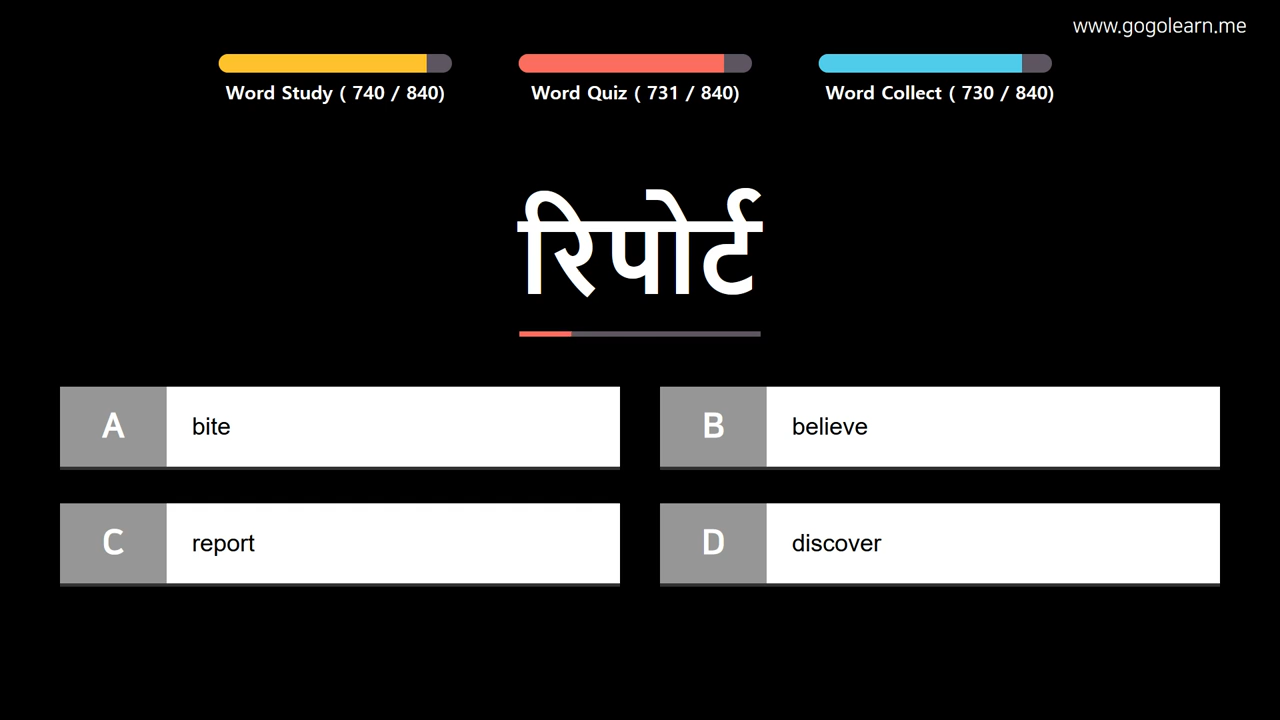 www.gogolearn.me
Word Study ( 740 / 840)
Word Quiz ( 731 / 840)
Word Collect ( 730 / 840)
रिपोर्ट
A bite
B believe
C report
D discover